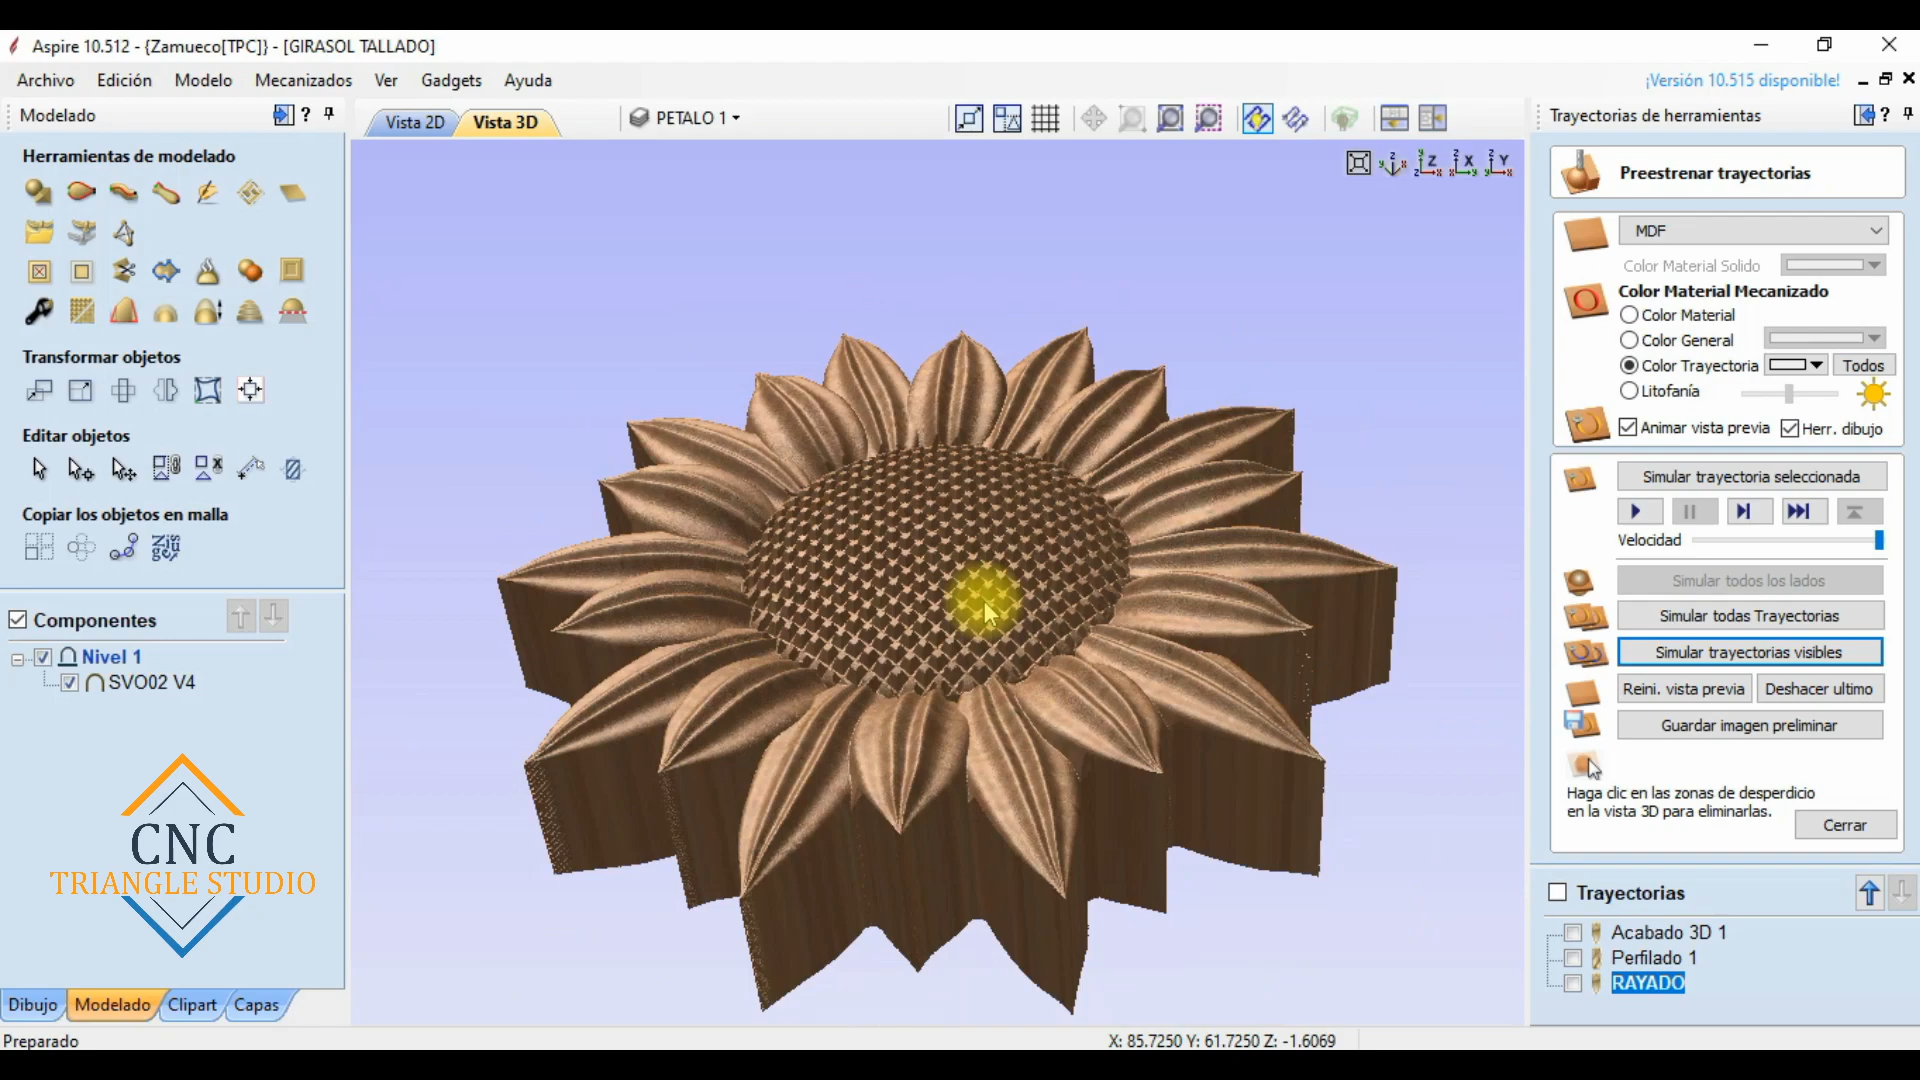 Aspire 10.512 - {Zamueco[TPC]} - [GIRASOL TALLADO]
Archivo Edición Modelo Mecanizados Ver Gadgets Ayuda
¡Versión 10.515 disponible!
Modelado
Vista 2D
Vista 3D
PETALO 1
Trayectorias de herramientas
Herramientas de modelado
Transformar objetos
Editar objetos
Copiar los objetos en malla
Componentes
Nivel 1
SVO02 V4
CNC
TRIANGLE STUDIO
Dibujo Modelado Clipart Capas
Preestrenar trayectorias
MDF
Color Material Solido
Color Material Mecanizado
Color Material
Color General
Color Trayectoria
Todos
Litofanía
Animar vista previa
Herr. dibujo
Simular trayectoria seleccionada
Velocidad
Simular todos los lados
Simular todas Trayectorias
Simular trayectorias visibles
Reini. vista previa
Deshacer ultimo
Guardar imagen preliminar
Haga clic en las zonas de desperdicio
en la vista 3D para eliminarlas.
Cerrar
Trayectorias
Acabado 3D 1
Perfilado 1
RAYADO
Preparado
X: 85.7250 Y: 61.7250 Z: -1.6069